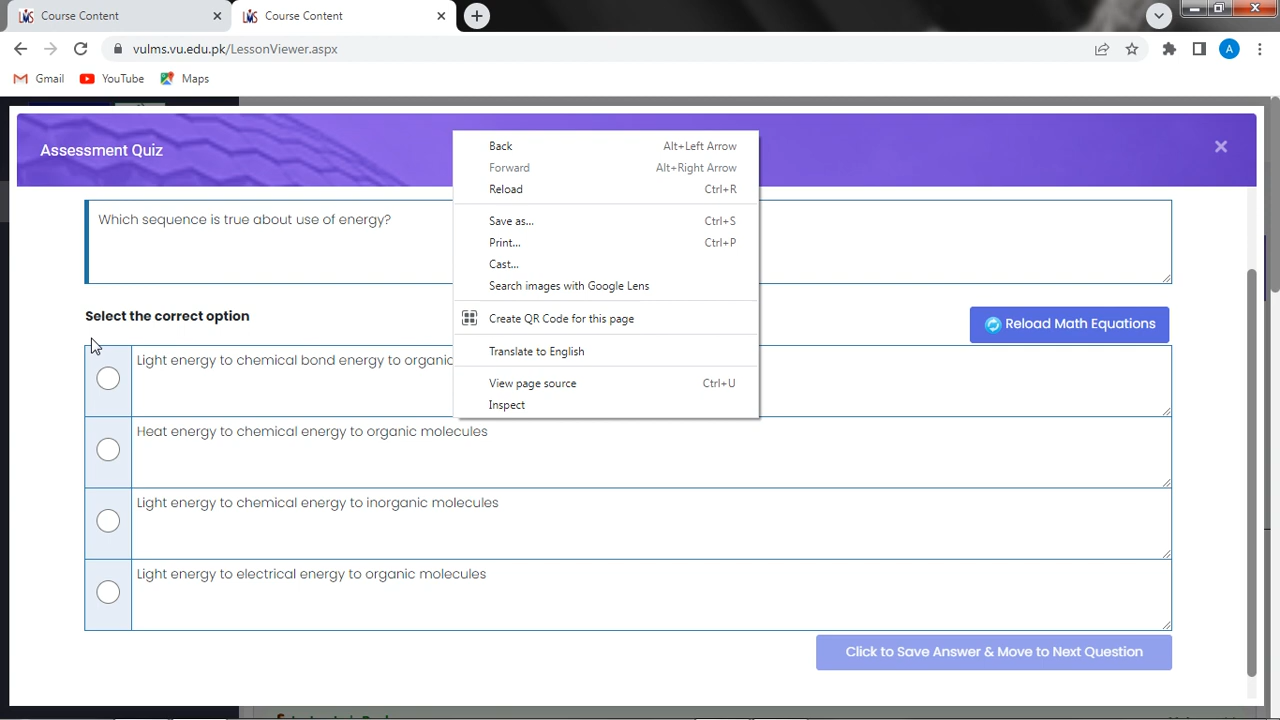 Course Content
Course Content
vulms.vu.edu.pk/LessonViewer.aspx
A
Gmail
YouTube
Maps
Assessment Quiz
Back Alt+Left Arrow
Forward Alt+Right Arrow
Reload Ctrl+R
Save as... Ctrl+S
Print... Ctrl+P
Cast...
Search images with Google Lens
Create QR Code for this page
Translate to English
View page source Ctrl+U
Inspect
Which sequence is true about use of energy?
Select the correct option
Reload Math Equations
Light energy to chemical bond energy to organic
Heat energy to chemical energy to organic molecules
Light energy to chemical energy to inorganic molecules
Light energy to electrical energy to organic molecules
Click to Save Answer & Move to Next Question